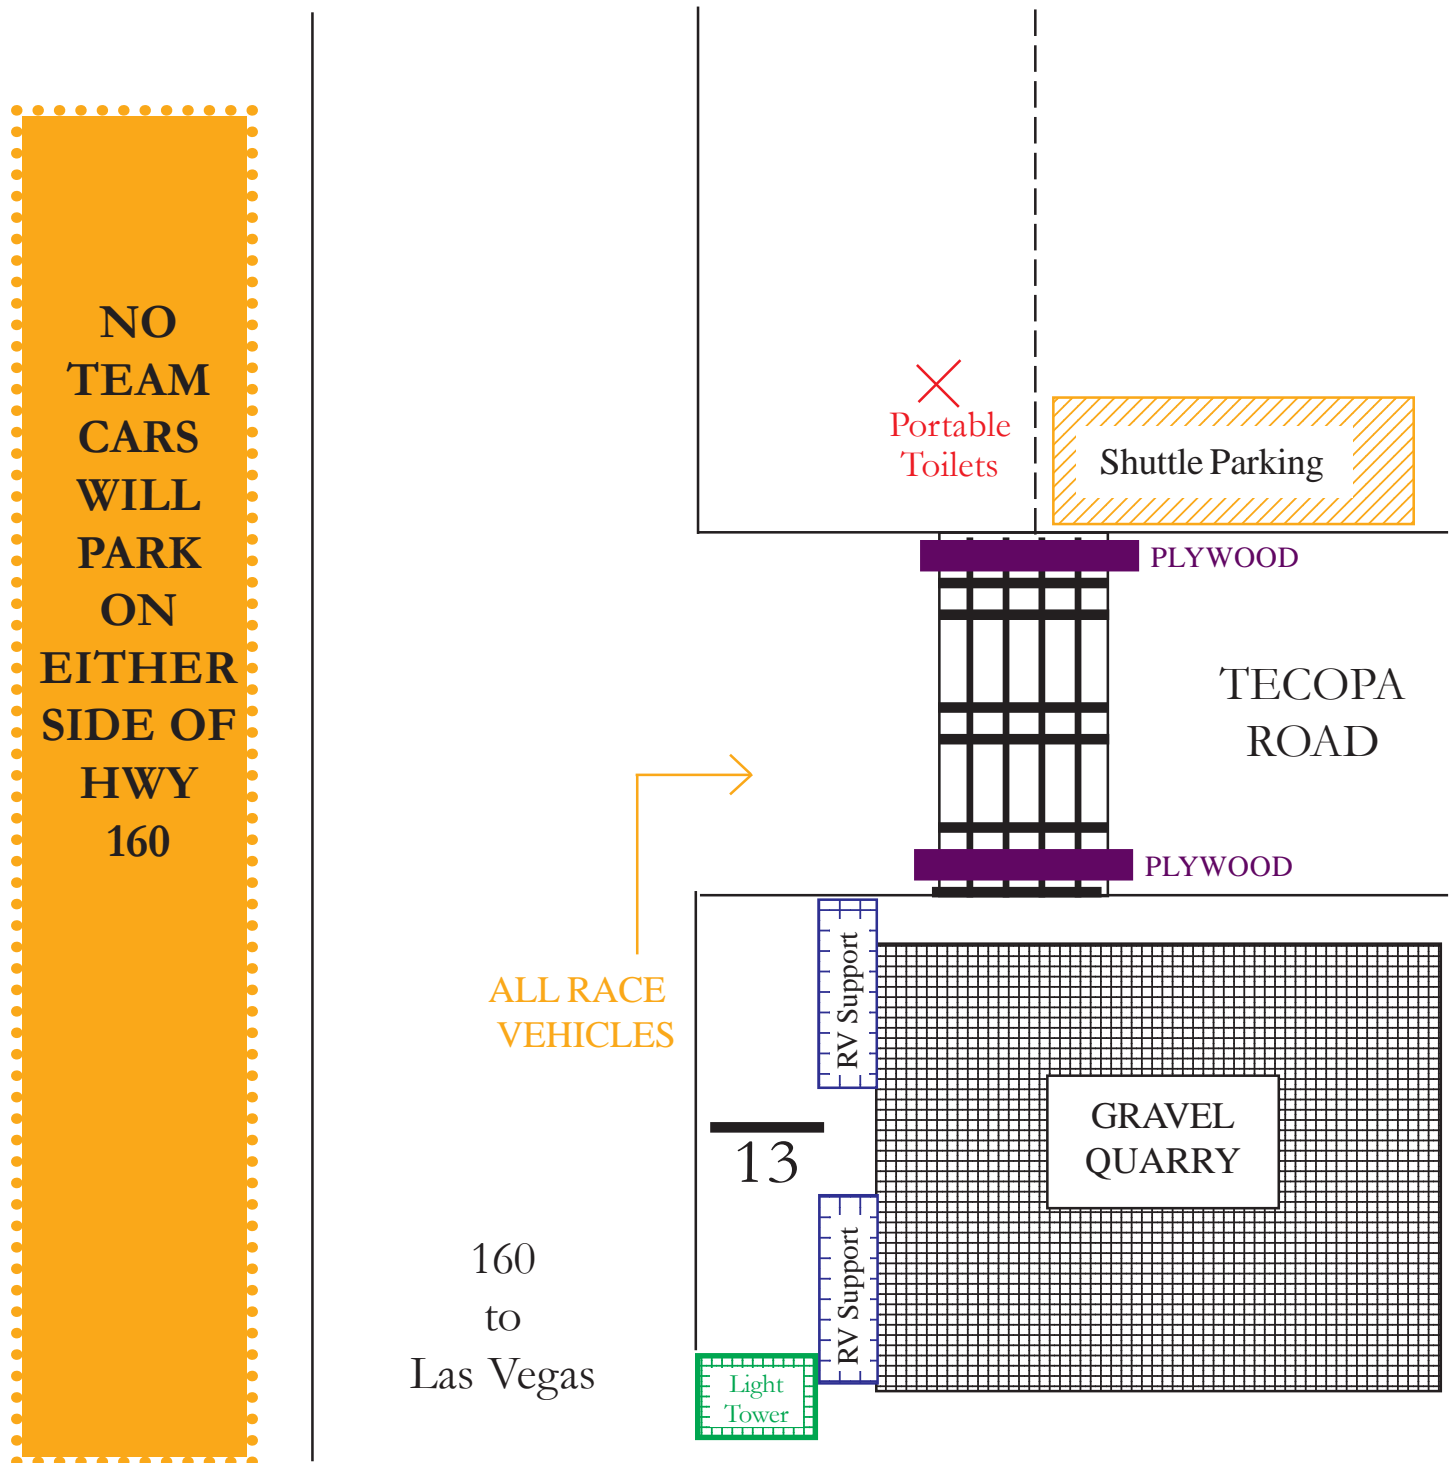 NO
TEAM
CARS
WILL
PARK
ON
EITHER
SIDE OF
HWY
160
Portable
Toilets
Shuttle Parking
PLYWOOD
TECOPA
ROAD
PLYWOOD
ALL RACE
VEHICLES
RV Support
GRAVEL
QUARRY
13
RV Support
160
to
Las Vegas
Light
Tower